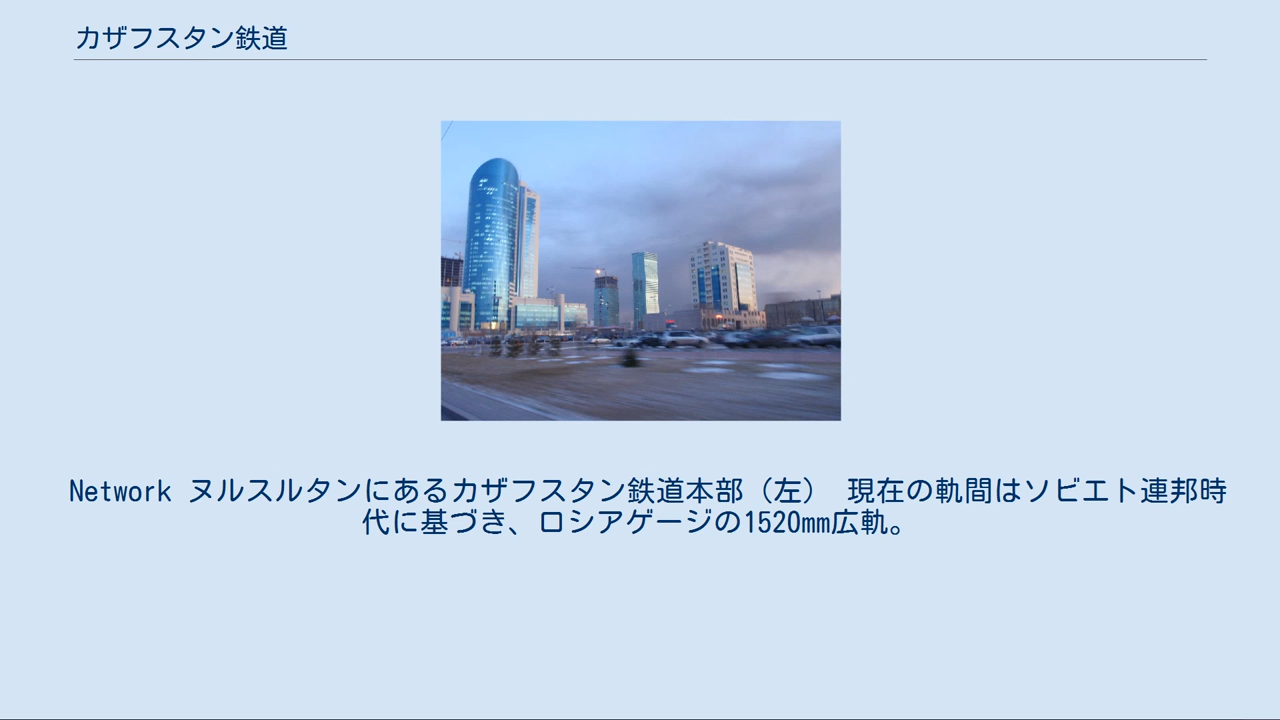 カザフスタン鉄道
Network ヌルスルタンにあるカザフスタン鉄道本部（左） 現在の軌間はソビエト連邦時
代に基づき、ロシアゲージの1520mm広軌。